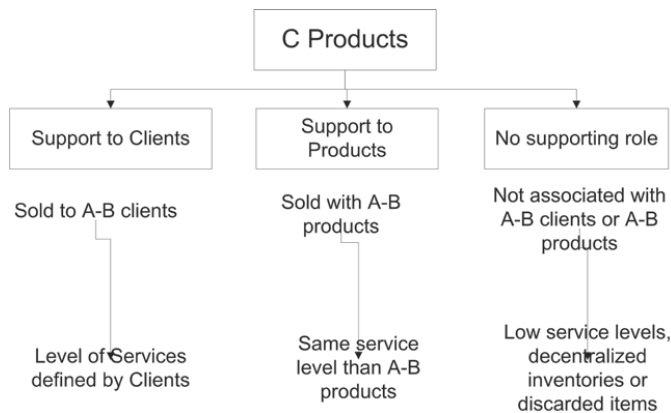 C Products
Support to Clients
Support to
Products
No supporting role
Sold to A-B clients
Sold with A-B
products
Not associated with
A-B clients or A-B
products
Level of Services
defined by Clients
Same service
level than A-B
products
Low service levels,
decentralized
inventories or
discarded items